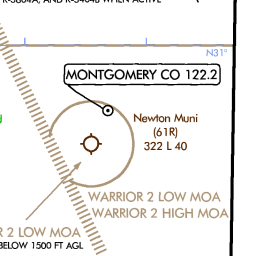 R-3804A, AND R-3404B WHEN ACTIVE
N31°
MONTGOMERY CO 122.2
Newton Muni
(61R)
322 L 40
WARRIOR 2 LOW MOA
WARRIOR 2 HIGH MOA
R 2 LOW MOA
BELOW 1500 FT AGL